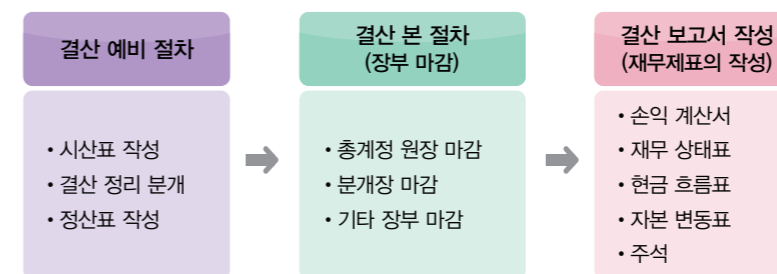 결산 예비 절차
• 시산표 작성
• 결산 정리 분개
• 정산표 작성
결산 본 절차
(장부 마감)
• 총계정 원장 마감
• 분개장 마감
• 기타 장부 마감
결산 보고서 작성
(재무제표의 작성)
• 손익 계산서
• 재무 상태표
• 현금 흐름표
• 자본 변동표
• 주석